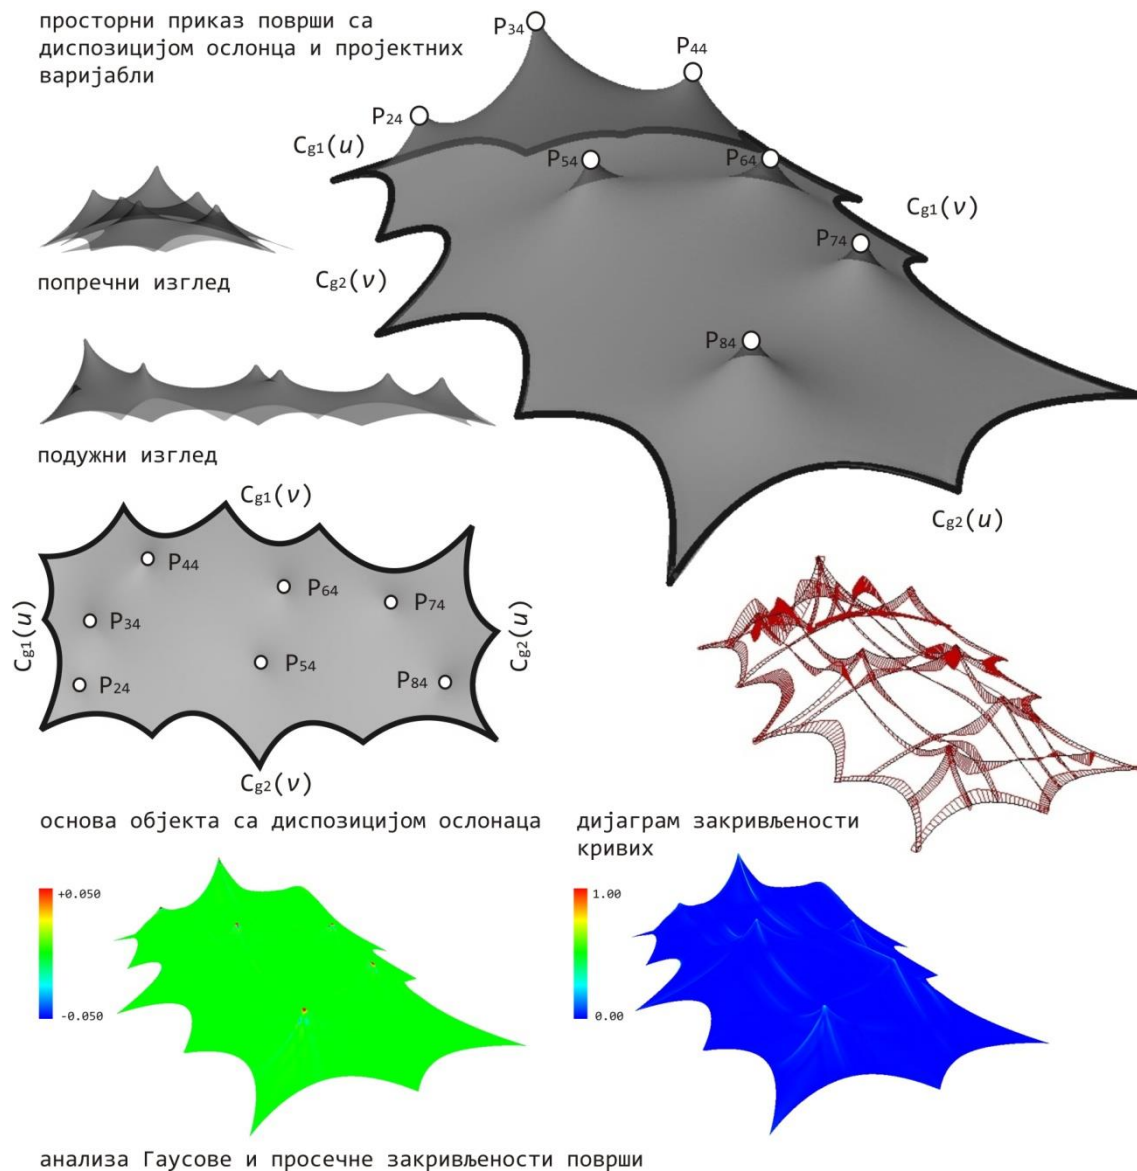 просторни приказ површи са
диспозицијом ослонца и пројектних
варијабли
P34
P44
P24
Cg1(u)
P54
P64
Cg1(v)
P74
попречни изглед
Cg2(v)
P84
подужни изглед
Cg2(u)
Cg1(v)
P44
P64
P74
Cg1(u)
P34
Cg2(u)
P54
P24
P84
Cg2(v)
основа објекта са диспозицијом ослонаца
дијаграм закривљености
кривих
+0.050
-0.050
1.00
0.00
анализа Гаусове и просечне закривљености површи